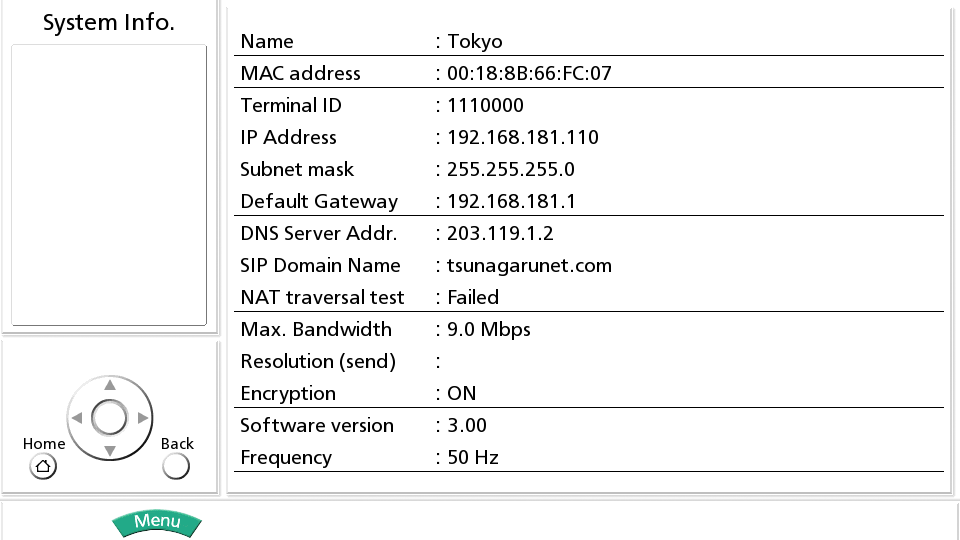 System Info.
Name : Tokyo
MAC address : 00:18:8B:66:FC:07
Terminal ID : 1110000
IP Address : 192.168.181.110
Subnet mask : 255.255.255.0
Default Gateway : 192.168.181.1
DNS Server Addr. : 203.119.1.2
SIP Domain Name : tsunagarunet.com
NAT traversal test : Failed
Max. Bandwidth : 9.0 Mbps
Resolution (send) :
Encryption : ON
Software version : 3.00
Frequency : 50 Hz
Home
Back
Menu